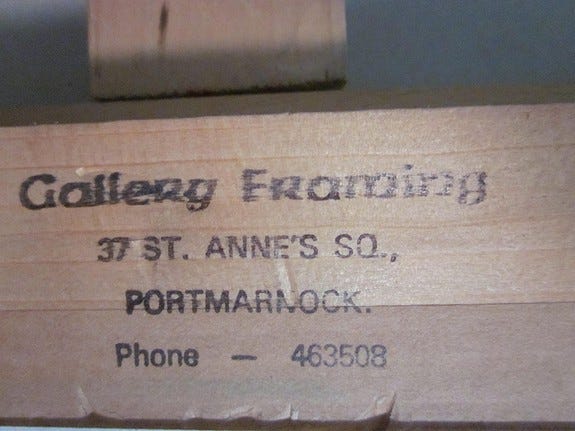 Gallery Framing
37 ST. ANNE'S SQ.,
PORTMARNOCK.
Phone — 463508